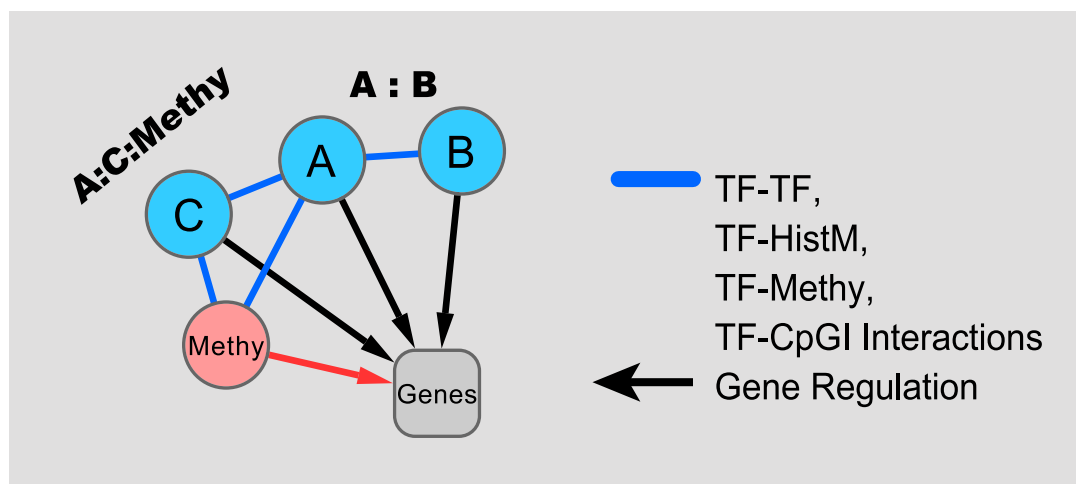 A:C:Methy
A : B
A
B
C
Methy
Genes
TF-TF,
TF-HistM,
TF-Methy,
TF-CpGI Interactions
Gene Regulation